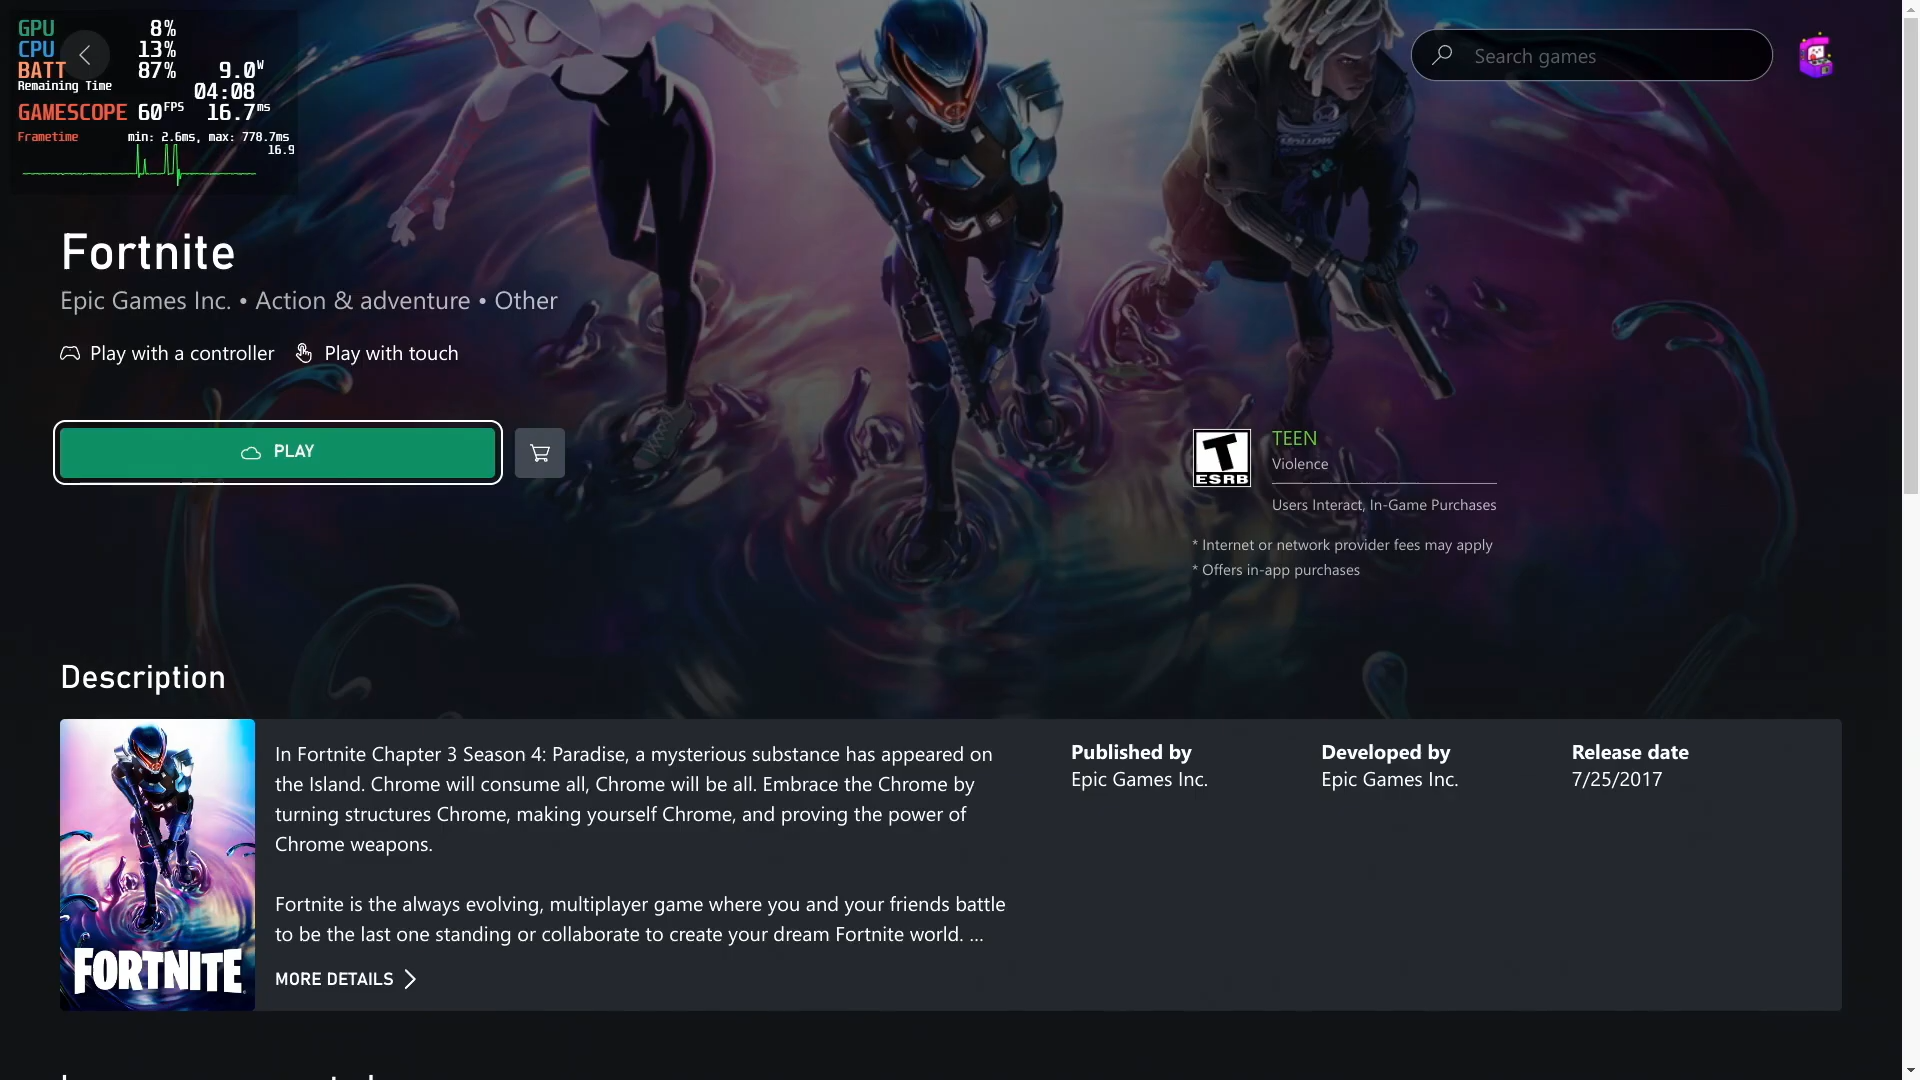 GPU 8%
CPU 13%
BATT 87% 9.0W
Remaining Time 04:08
GAMESCOPE 60FPS 16.7ms
Frametime min: 2.6ms, max: 778.7ms
16.9
Search games
Fortnite
Epic Games Inc. • Action & adventure • Other
Play with a controller Play with touch
PLAY
T
ESRB
TEEN
Violence
Users Interact, In-Game Purchases
* Internet or network provider fees may apply
* Offers in-app purchases
Description
FORTNITE
In Fortnite Chapter 3 Season 4: Paradise, a mysterious substance has appeared on
the Island. Chrome will consume all, Chrome will be all. Embrace the Chrome by
turning structures Chrome, making yourself Chrome, and proving the power of
Chrome weapons.
Fortnite is the always evolving, multiplayer game where you and your friends battle
to be the last one standing or collaborate to create your dream Fortnite world. ...
MORE DETAILS
Published by
Epic Games Inc.
Developed by
Epic Games Inc.
Release date
7/25/2017